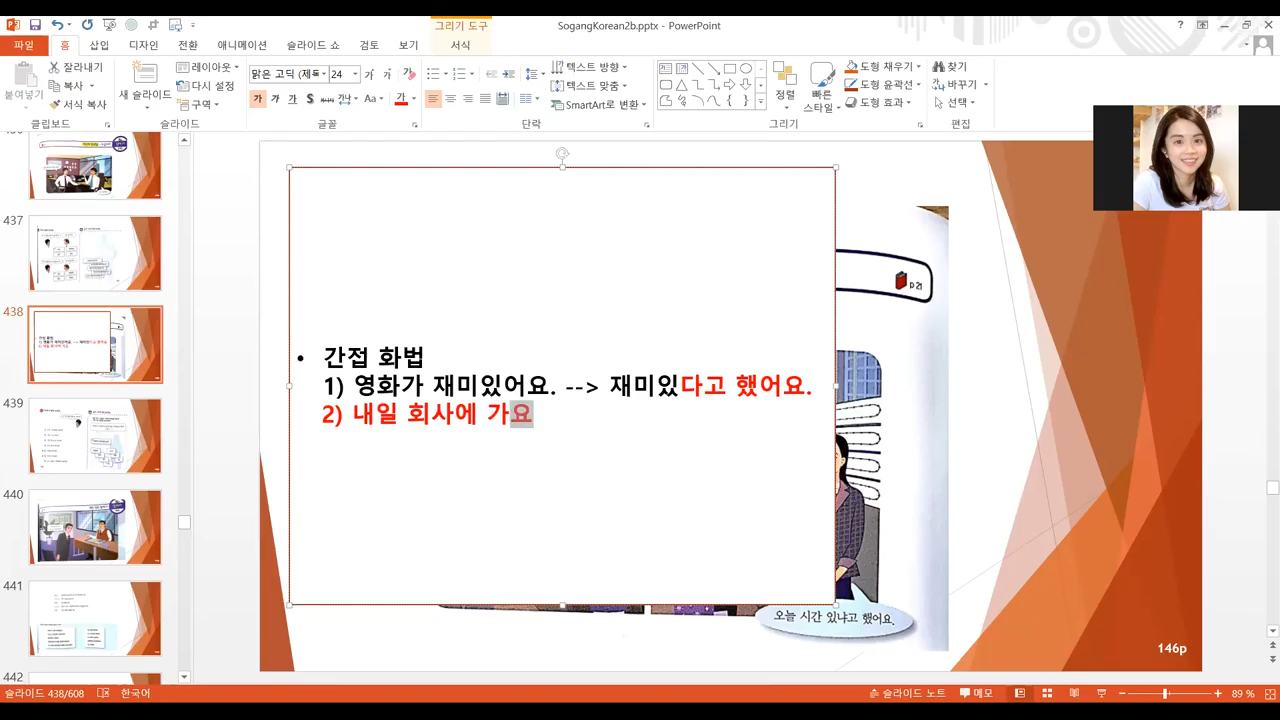 그리기 도구
SogangKorean2b.pptx - PowerPoint
파일 홈 삽입 디자인 전환 애니메이션 슬라이드 쇼 검토 보기 서식
붙여넣기
잘라내기
복사
서식 복사
클립보드
새 슬라이드
레이아웃
다시 설정
구역
슬라이드
맑은 고딕 (제목 24
글꼴
텍스트 방향
텍스트 맞춤
SmartArt로 변환
단락
정렬
빠른 스타일
도형 채우기
도형 윤곽선
도형 효과
그리기
찾기
바꾸기
선택
편집
437
438
439
440
441
442
• 간접 화법
1) 영화가 재미있어요. --> 재미있다고 했어요.
2) 내일 회사에 가요
p 21
오늘 시간 있냐고 했어요.
146p
슬라이드 438/608 한국어
슬라이드 노트 메모 89 %